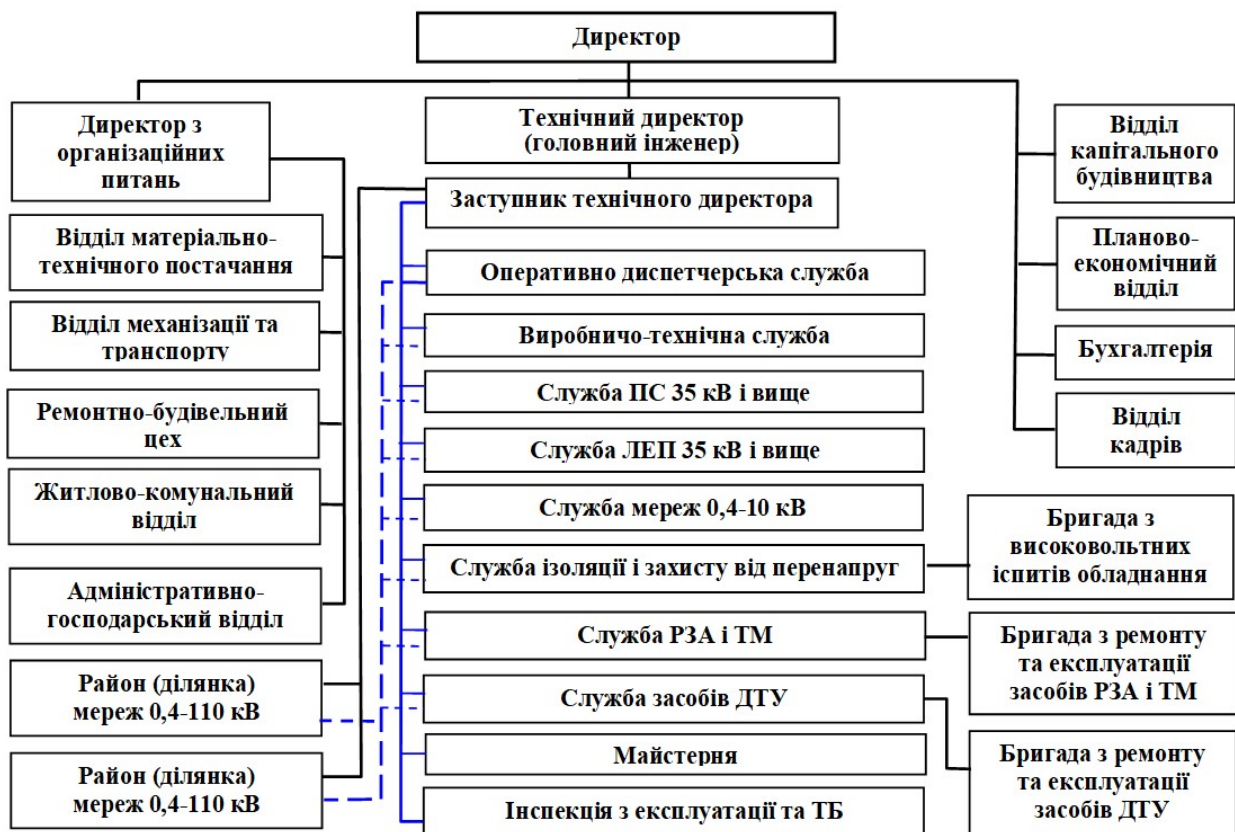 Директор
Директор з
організаційних
питань
Відділ матеріально-
технічного постачання
Відділ механізації та
транспорту
Ремонтно-будівельний
цех
Житлово-комунальний
відділ
Адміністративно-
господарський відділ
Район (ділянка)
мереж 0,4-110 кВ
Район (ділянка)
мереж 0,4-110 кВ
Технічний директор
(головний інженер)
Заступник технічного директора
Оперативно диспетчерська служба
Виробничо-технічна служба
Служба ПС 35 кВ і вище
Служба ЛЕП 35 кВ і вище
Служба мереж 0,4-10 кВ
Служба ізоляції і захисту від перенапруг
Служба РЗА і ТМ
Служба засобів ДТУ
Майстерня
Інспекція з експлуатації та ТБ
Відділ
капітального
будівництва
Планово-
економічний
відділ
Бухгалтерія
Відділ
кадрів
Бригада з
високовольтних
іспитів обладнання
Бригада з ремонту
та експлуатації
засобів РЗА і ТМ
Бригада з ремонту
та експлуатації
засобів ДТУ